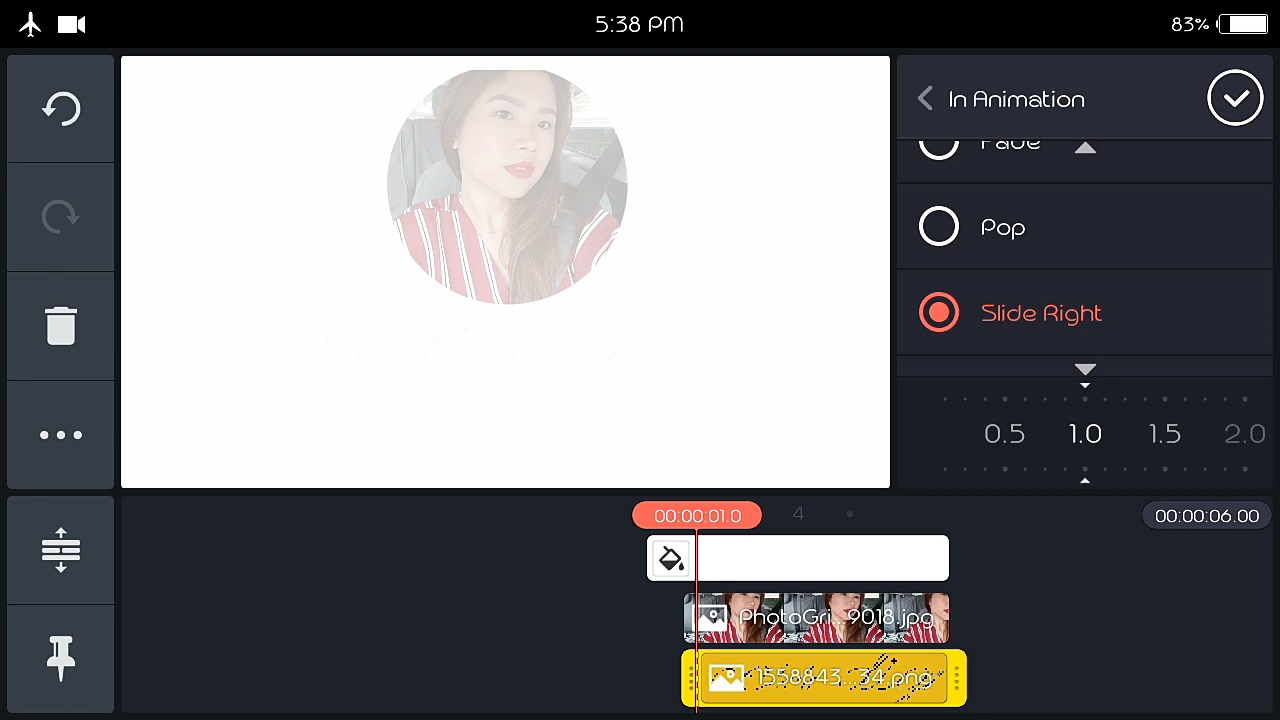 5:38 PM
83%
In Animation
Fade
Pop
Slide Right
0.5 1.0 1.5 2.0
00:00:01.0
4
00:00:06.00
PhotoGri...9018.jpg
1558843...34.png